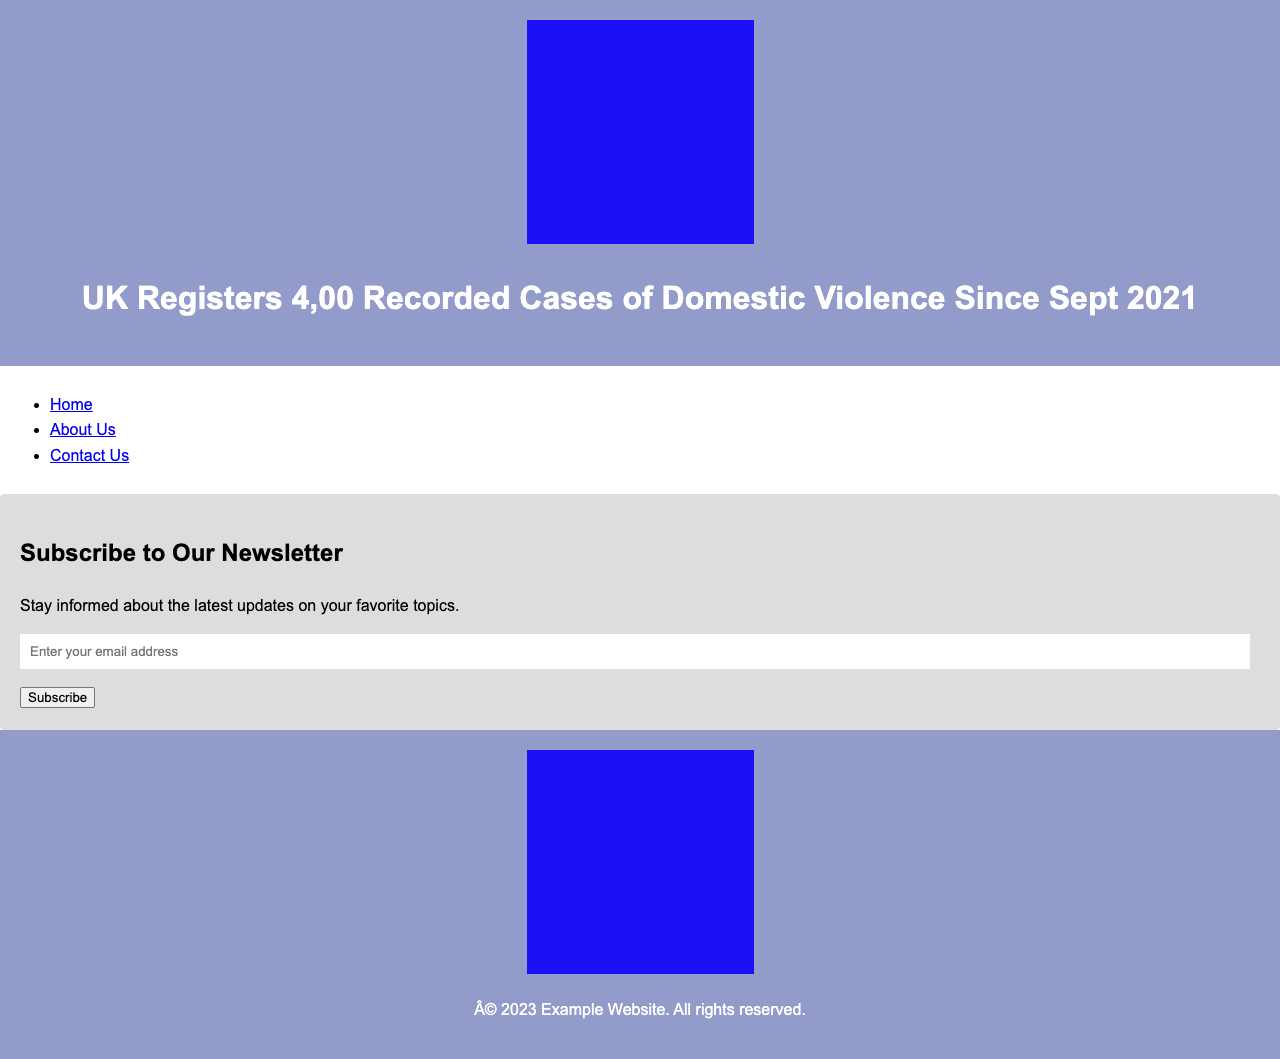 UK Registers 4,00 Recorded Cases of Domestic Violence Since Sept 2021
Home
About Us
Contact Us
Subscribe to Our Newsletter
Stay informed about the latest updates on your favorite topics.
Enter your email address
Subscribe
Â© 2023 Example Website. All rights reserved.